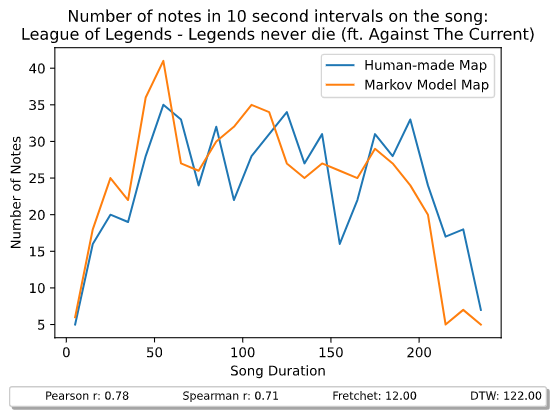 Number of notes in 10 second intervals on the song:
League of Legends - Legends never die (ft. Against The Current)
Human-made Map
Markov Model Map
Number of Notes
40
35
30
25
20
15
10
5
0
50
100
150
200
Song Duration
Pearson r: 0.78 Spearman r: 0.71 Fretchet: 12.00 DTW: 122.00